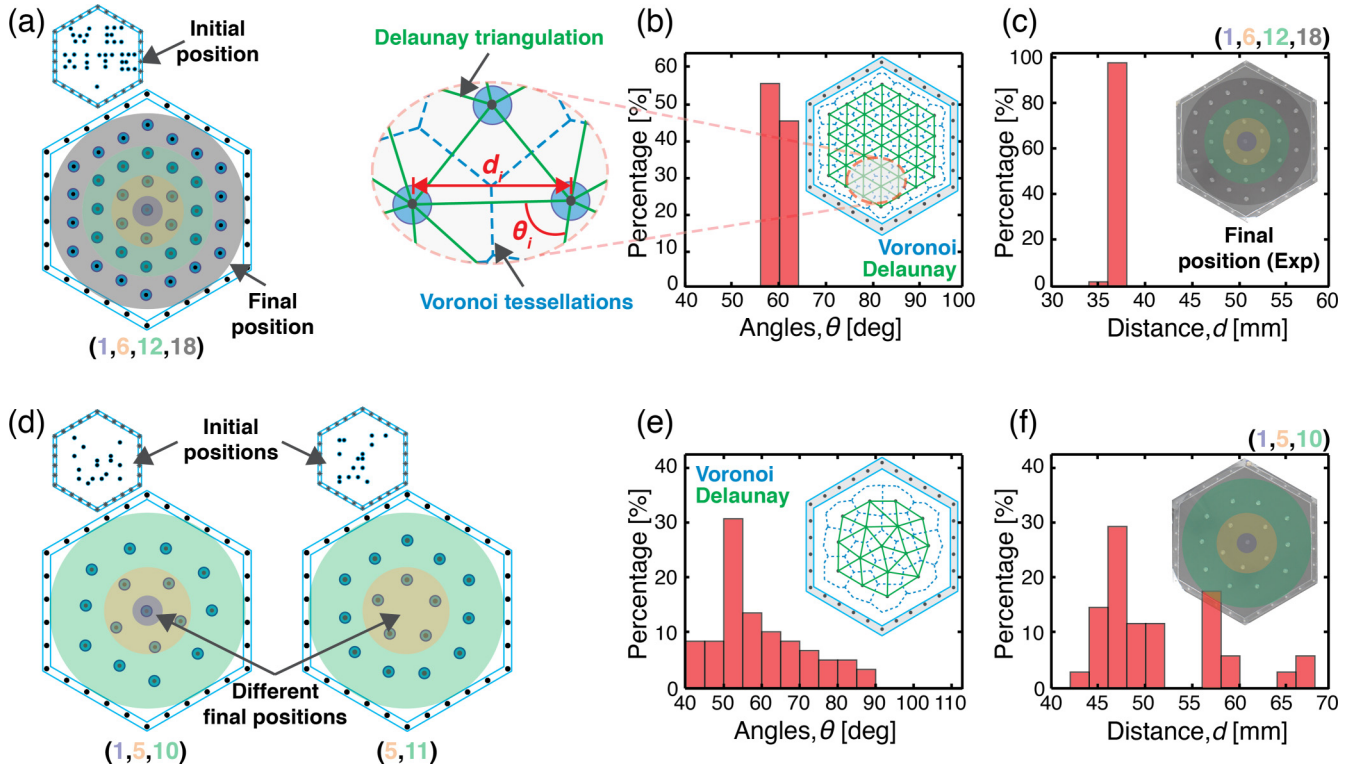 (a)
Initial
position
W E
KITE
Final
position
(1,6,12,18)
Delaunay triangulation
dᵢ
θᵢ
Voronoi tessellations
(b)
Percentage [%]
60
50
40
30
20
10
0
40 50 60 70 80 90 100
Angles, θ [deg]
Voronoi
Delaunay
(c)
(1,6,12,18)
Percentage [%]
100
80
60
40
20
0
30 35 40 45 50 55 60
Distance, d [mm]
Final
position (Exp)
(d)
Initial
positions
Different
final positions
(1,5,10)
(5,11)
(e)
Percentage [%]
40
30
20
10
0
40 50 60 70 80 90 100 110
Angles, θ [deg]
Voronoi
Delaunay
(f)
(1,5,10)
Percentage [%]
40
30
20
10
0
40 45 50 55 60 65 70
Distance, d [mm]